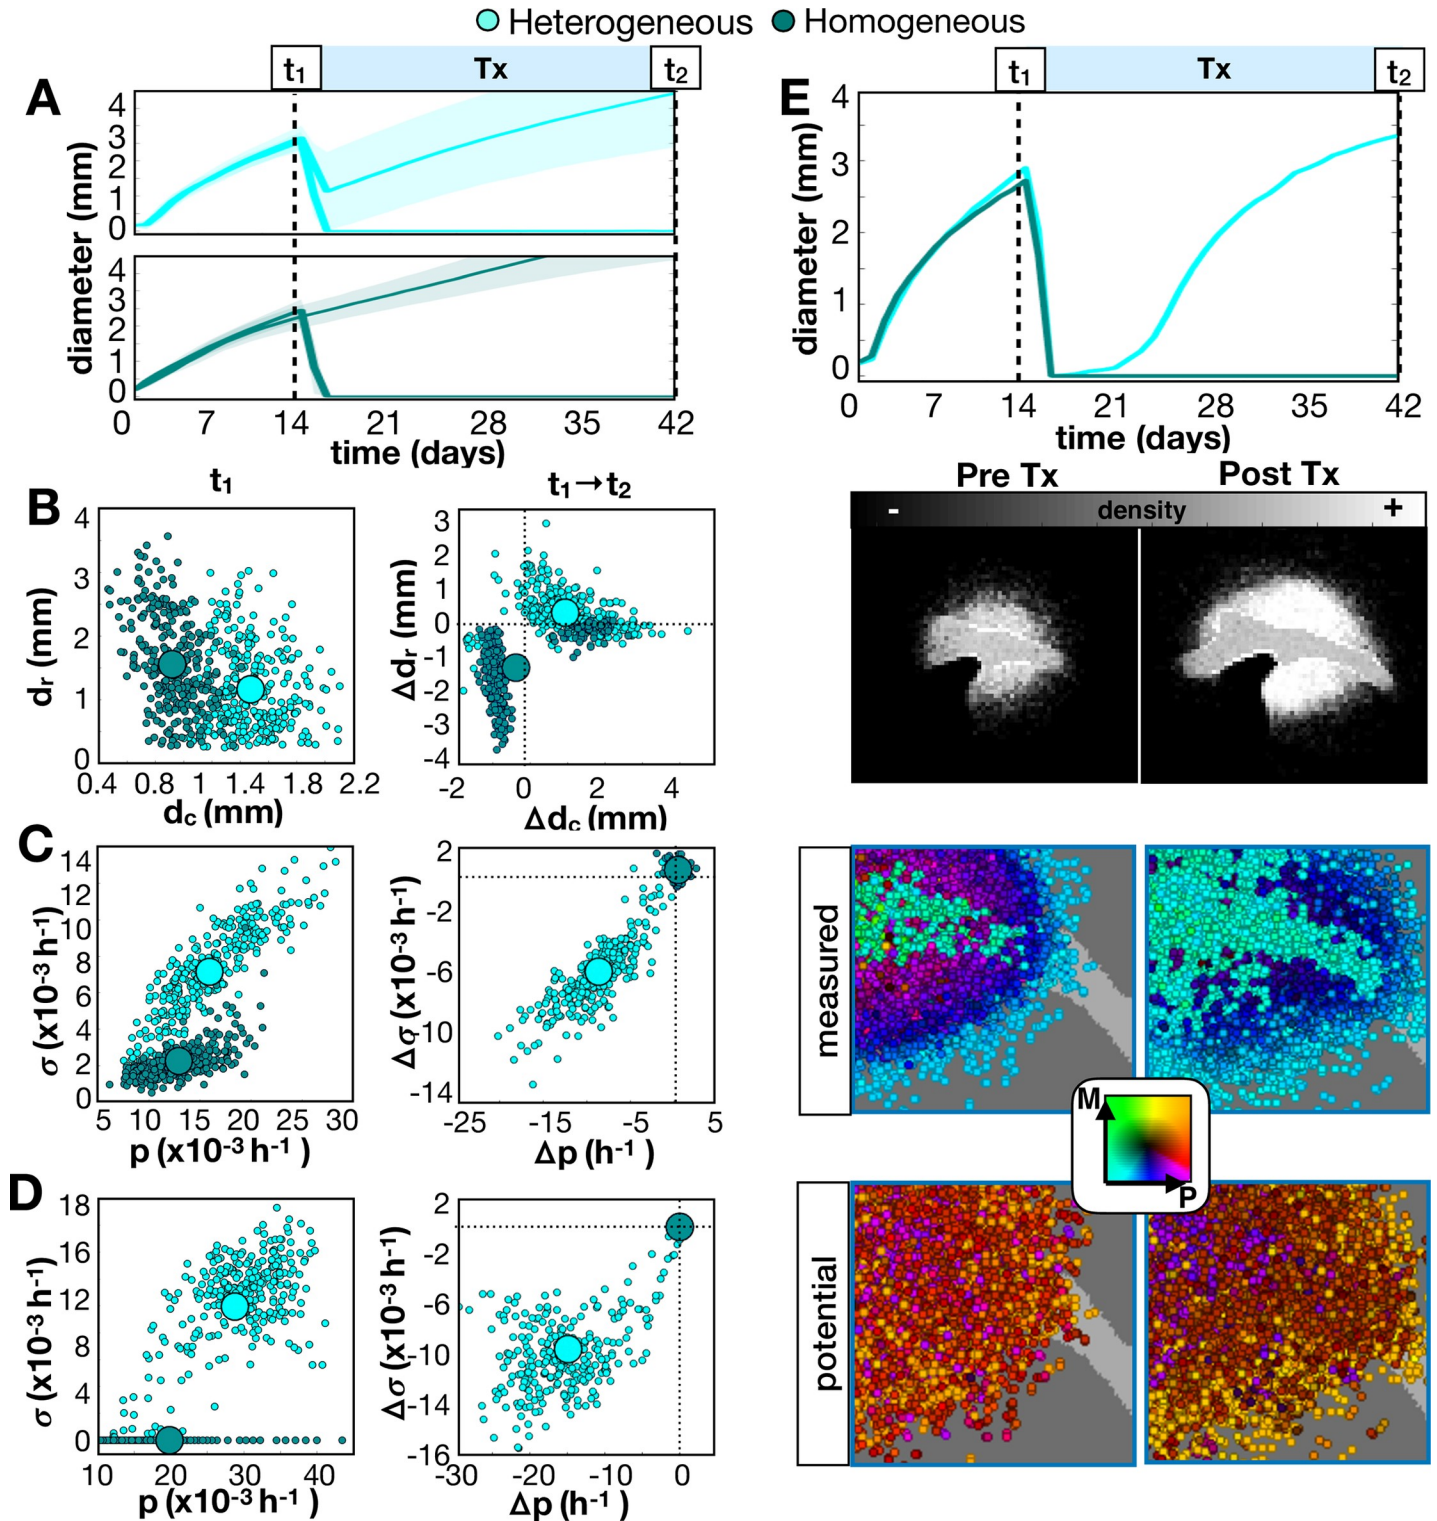 Heterogeneous Homogeneous
A
t1 Tx t2
4
3
2
1
0
4
3
2
1
0
diameter (mm)
0 7 14 21 28 35 42
time (days)
E
t1 Tx t2
4
3
2
1
0
diameter (mm)
0 7 14 21 28 35 42
time (days)
B
t1
4
3
2
1
0
dr (mm)
0.4 0.8 1 1.4 1.8 2.2
dc (mm)
t1→t2
3
2
1
0
-1
-2
-3
-4
Δdr (mm)
-2 0 2 4
Δdc (mm)
Pre Tx Post Tx
- density +
C
14
12
10
8
6
4
2
0
σ (x10-3 h-1)
5 10 15 20 25 30
p (x10-3 h-1 )
2
-2
-6
-10
-14
Δσ (x10-3 h-1)
-25 -15 -5 5
Δp (h-1 )
measured
M
P
D
18
16
12
8
4
0
σ (x10-3 h-1)
10 20 30 40
p (x10-3 h-1 )
2
-2
-6
-10
-14
-16
Δσ (x10-3 h-1)
-30 -20 -10 0
Δp (h-1 )
potential